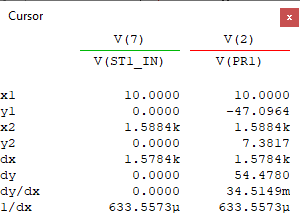 Cursor
x
V(7) V(2)
V(ST1_IN) V(PR1)
x1 10.0000 10.0000
y1 0.0000 -47.0964
x2 1.5884k 1.5884k
y2 0.0000 7.3817
dx 1.5784k 1.5784k
dy 0.0000 54.4780
dy/dx 0.0000 34.5149m
1/dx 633.5573µ 633.5573µ